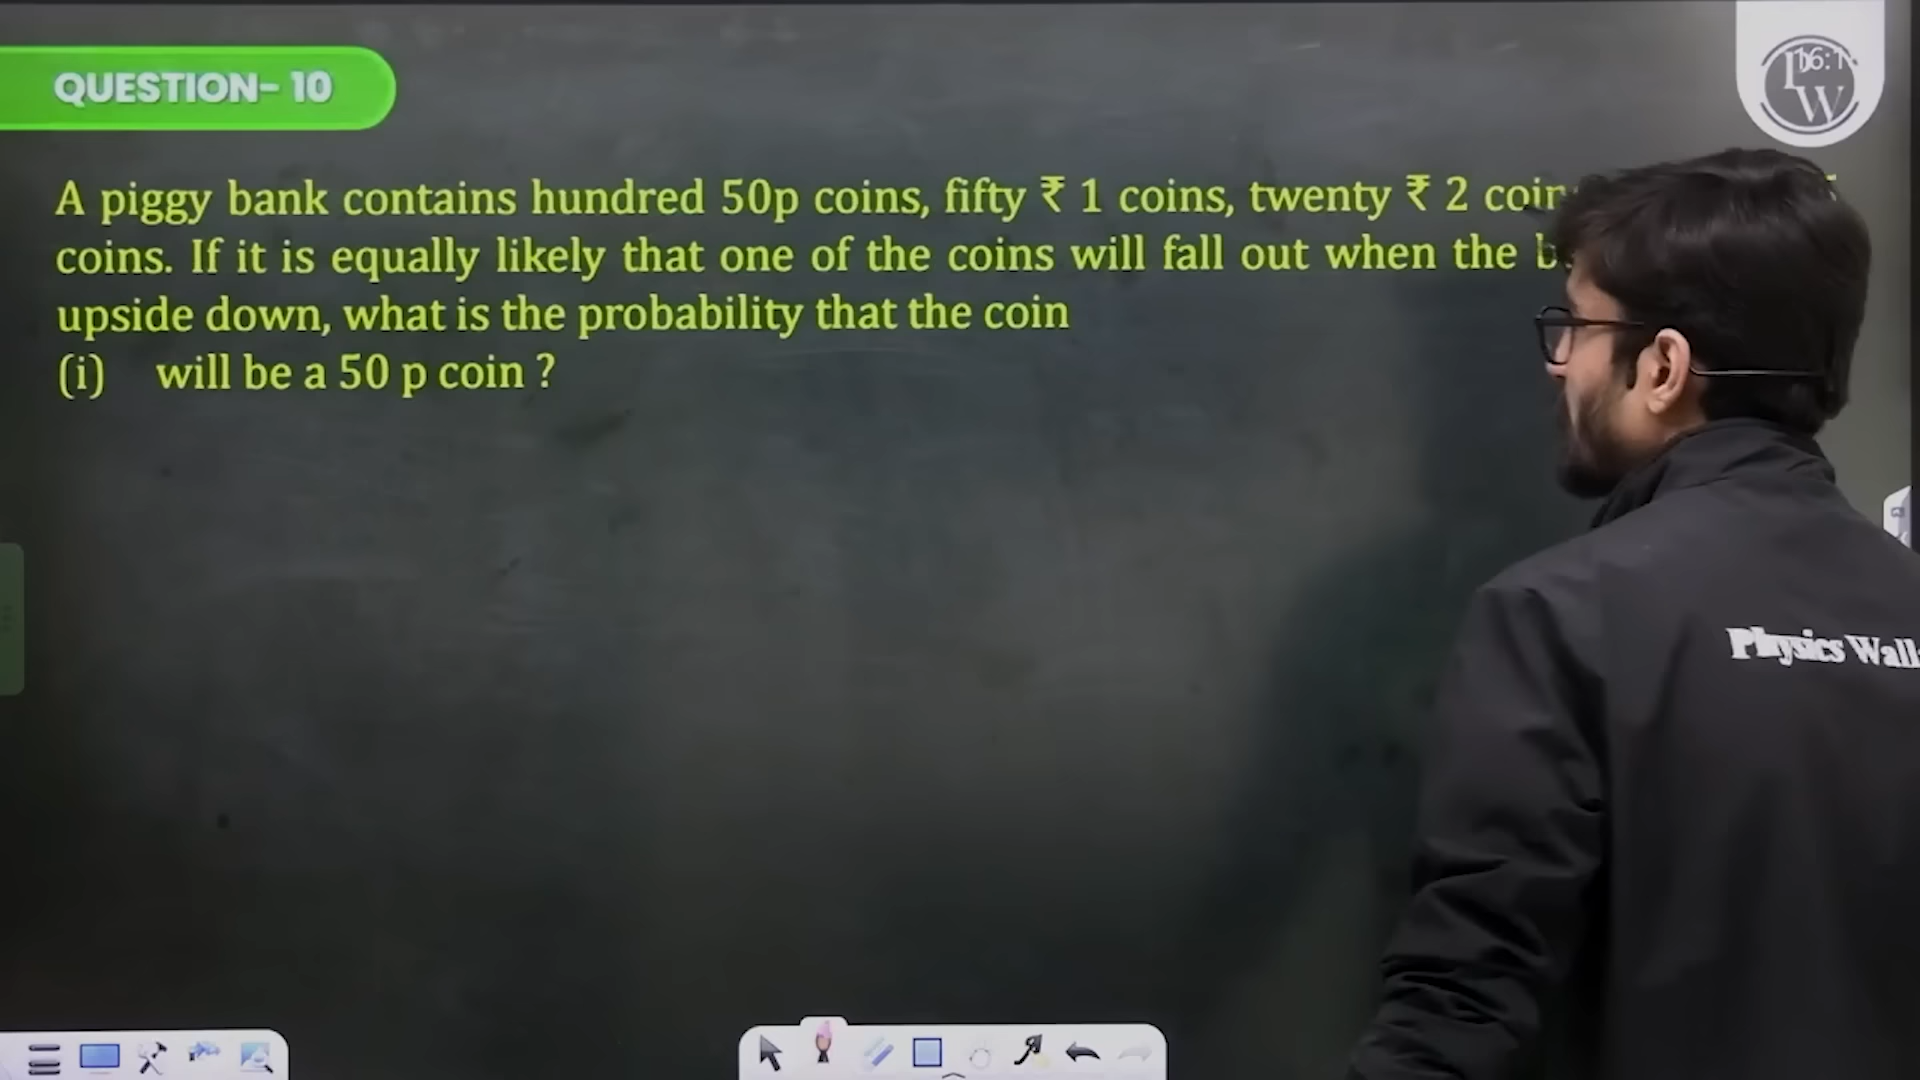 QUESTION- 10
A piggy bank contains hundred 50p coins, fifty ₹ 1 coins, twenty ₹ 2
coins. If it is equally likely that one of the coins will fall out when the
upside down, what is the probability that the coin
(i) will be a 50 p coin ?
PW
Physics